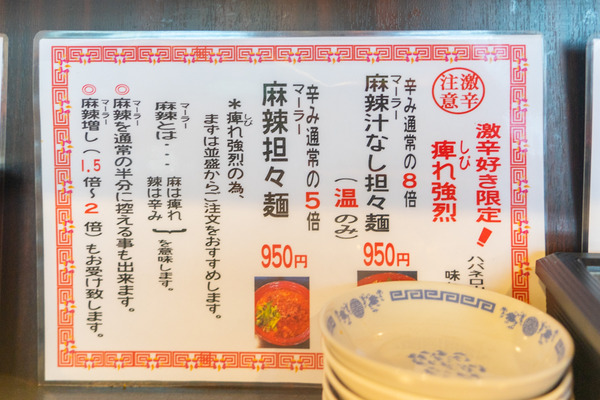 激辛注意
激辛好き限定!
しび
痺れ強烈
ハバネロ
味
辛み通常の8倍
マーラー
麻辣汁なし担々麺
(温のみ)
950円
辛み通常の5倍
マーラー
麻辣担々麺
950円
しび
*痺れ強烈の為、
まずは並盛からご注文をおすすめします。
マーラー
麻辣とは・・・
麻は痺れ
辣は辛み
}を意味します。
マーラー
◎麻辣を通常の半分に控える事も出来ます。
マーラー
◎麻辣増し(1.5倍~2倍)もお受け致します。